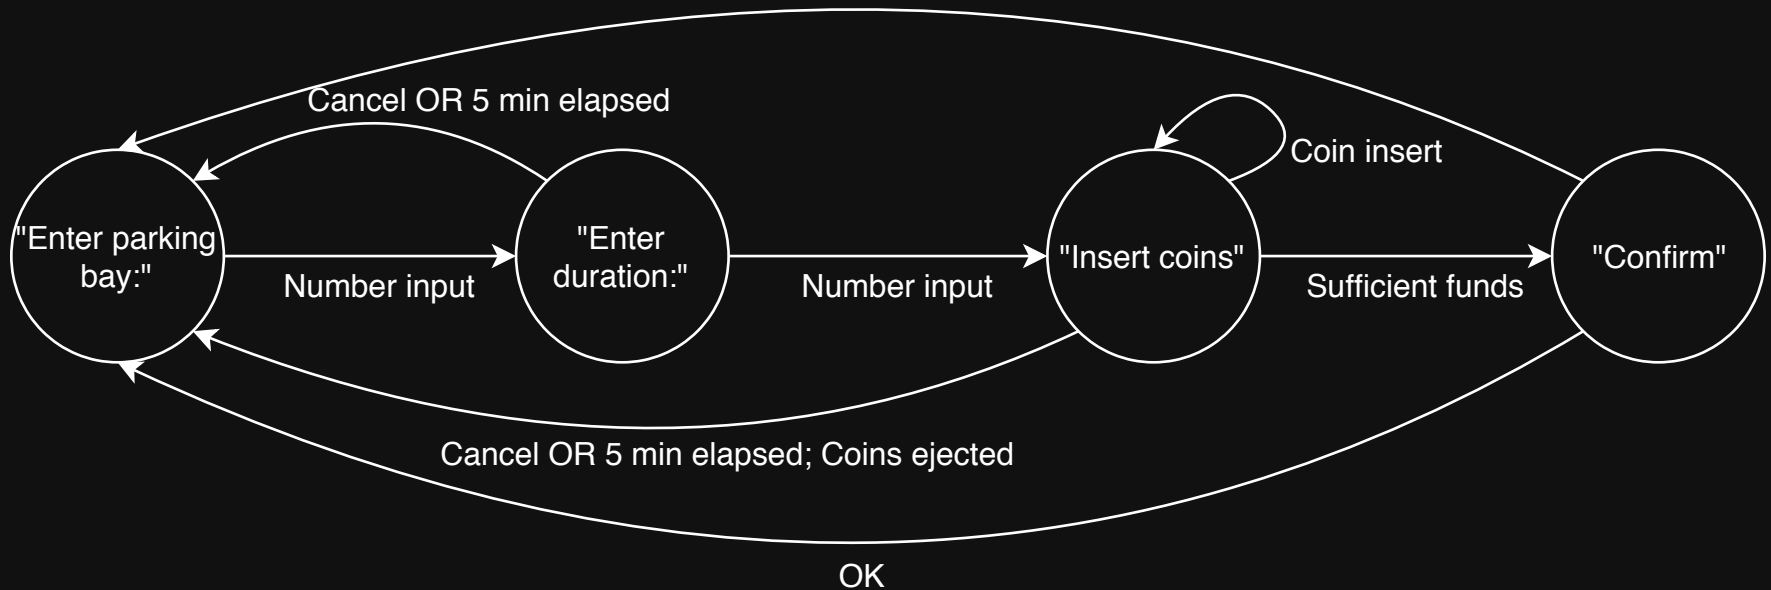 Cancel OR 5 min elapsed
Coin insert
"Enter parking
bay:"
Number input
"Enter
duration:"
Number input
"Insert coins"
Sufficient funds
"Confirm"
Cancel OR 5 min elapsed; Coins ejected
OK